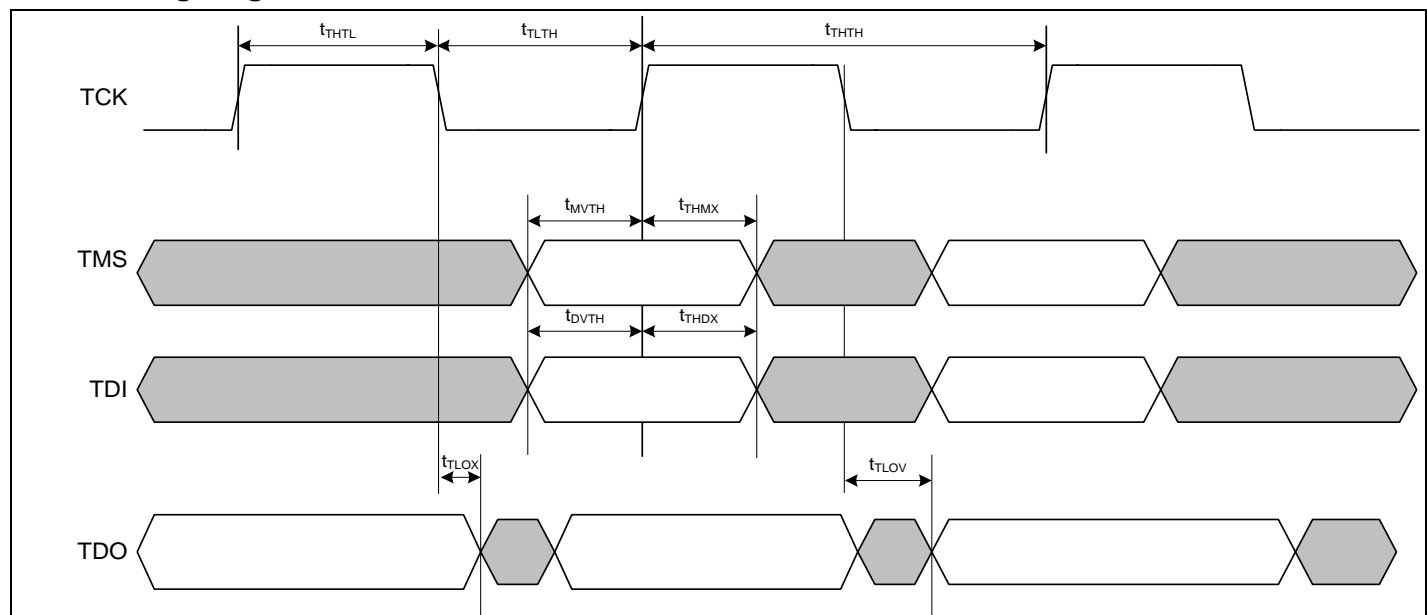 tTHTL tTLTH tTHTH
TCK
tMVTH tTHMX
TMS
tDVTH tTHDX
TDI
tTLOX tTLOV
TDO